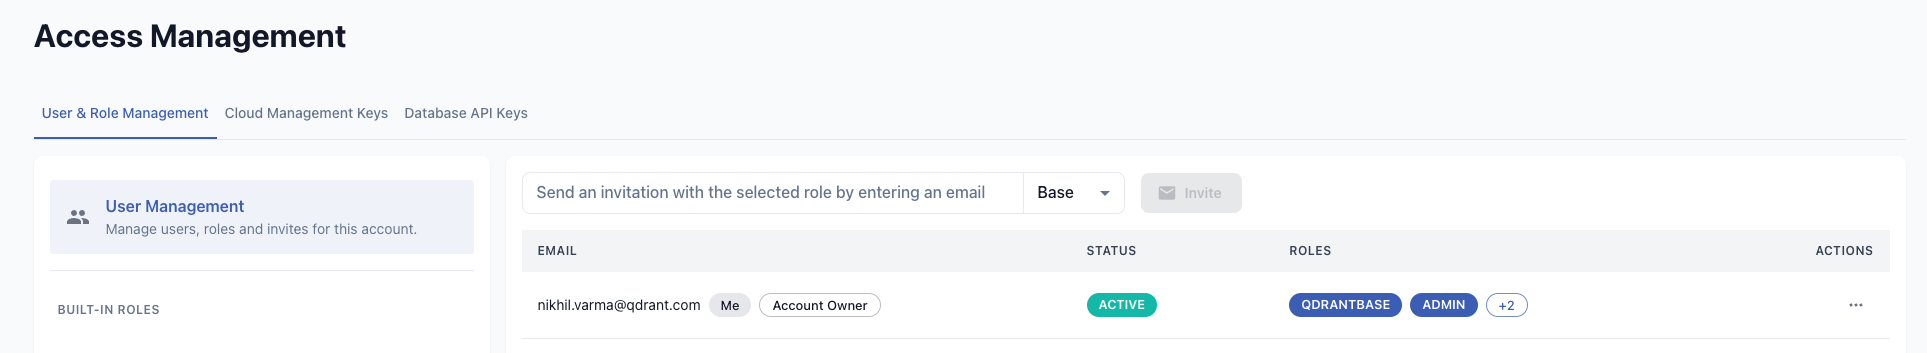 Access Management
User & Role Management Cloud Management Keys Database API Keys
User Management
Manage users, roles and invites for this account.
BUILT-IN ROLES
Send an invitation with the selected role by entering an email Base Invite
EMAIL STATUS ROLES ACTIONS
nikhil.varma@qdrant.com Me Account Owner ACTIVE QDRANTBASE ADMIN +2